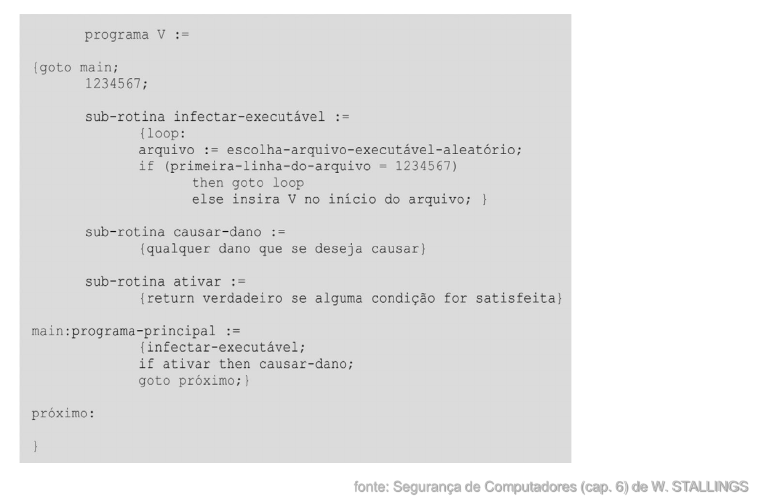 programa V :=
{goto main;
1234567;
sub-rotina infectar-executável :=
{loop:
arquivo := escolha-arquivo-executável-aleatório;
if (primeira-linha-do-arquivo = 1234567)
then goto loop
else insira V no início do arquivo; }
sub-rotina causar-dano :=
{qualquer dano que se deseja causar}
sub-rotina ativar :=
{return verdadeiro se alguma condição for satisfeita}
main:programa-principal :=
{infectar-executável;
if ativar then causar-dano;
goto próximo;}
próximo:
}
fonte: Segurança de Computadores (cap. 6) de W. STALLINGS